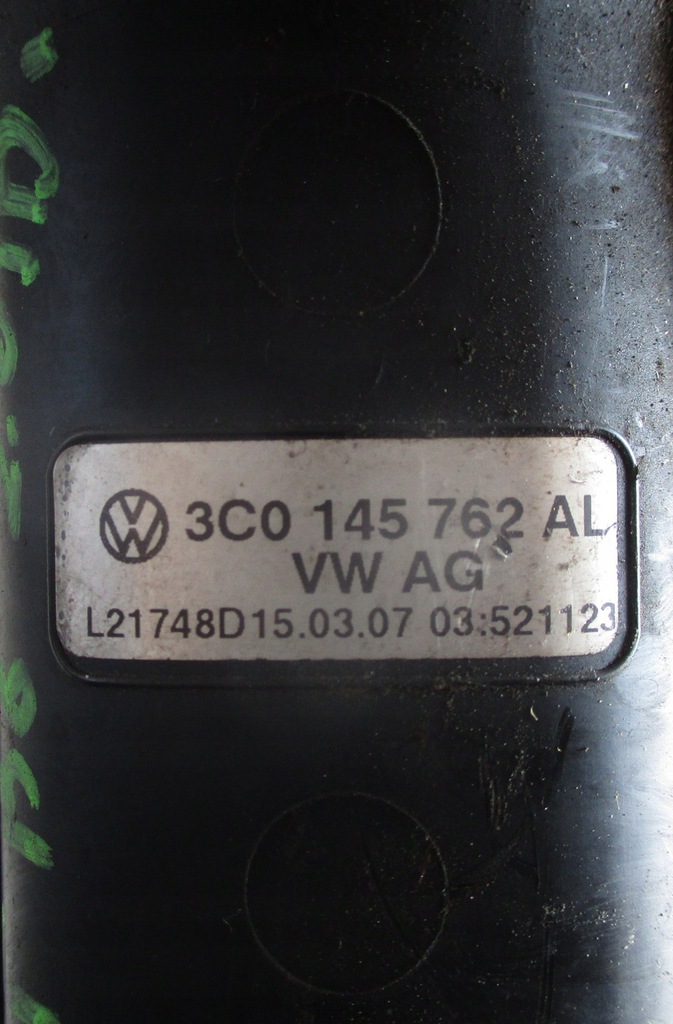 3C0 145 762 AL
VW AG
L21748D15.03.07 03:521123